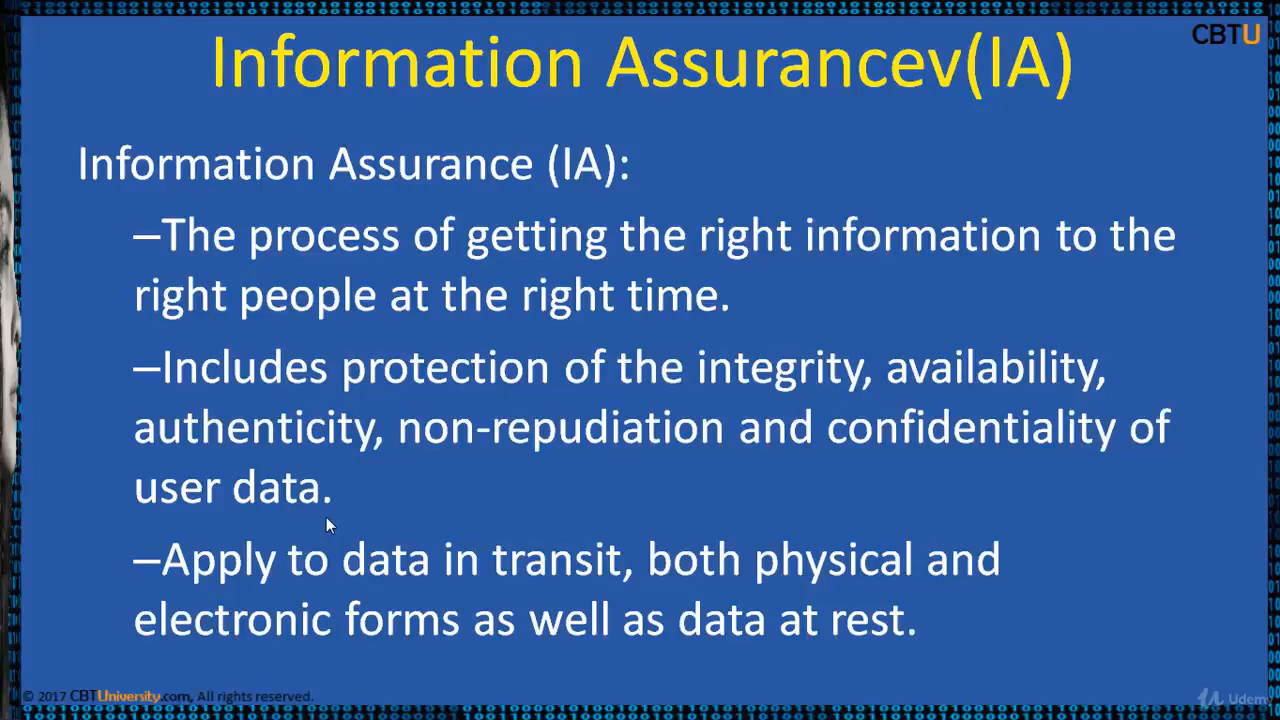 CBTU
Information Assurancev(IA)
Information Assurance (IA):
–The process of getting the right information to the
right people at the right time.
–Includes protection of the integrity, availability,
authenticity, non-repudiation and confidentiality of
user data.
–Apply to data in transit, both physical and
electronic forms as well as data at rest.
© 2017 CBTUniversity.com, All rights reserved.
Udemy